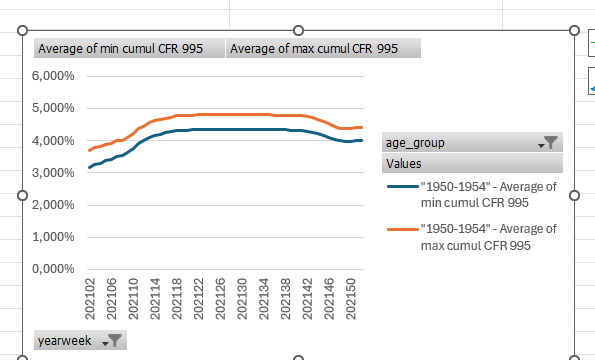 Average of min cumul CFR 995 Average of max cumul CFR 995
6,000%
5,000%
4,000%
3,000%
2,000%
1,000%
0,000%
202102 202106 202110 202114 202118 202122 202126 202130 202134 202138 202142 202146 202150
yearweek
age_group
Values
"1950-1954" - Average of
min cumul CFR 995
"1950-1954" - Average of
max cumul CFR 995